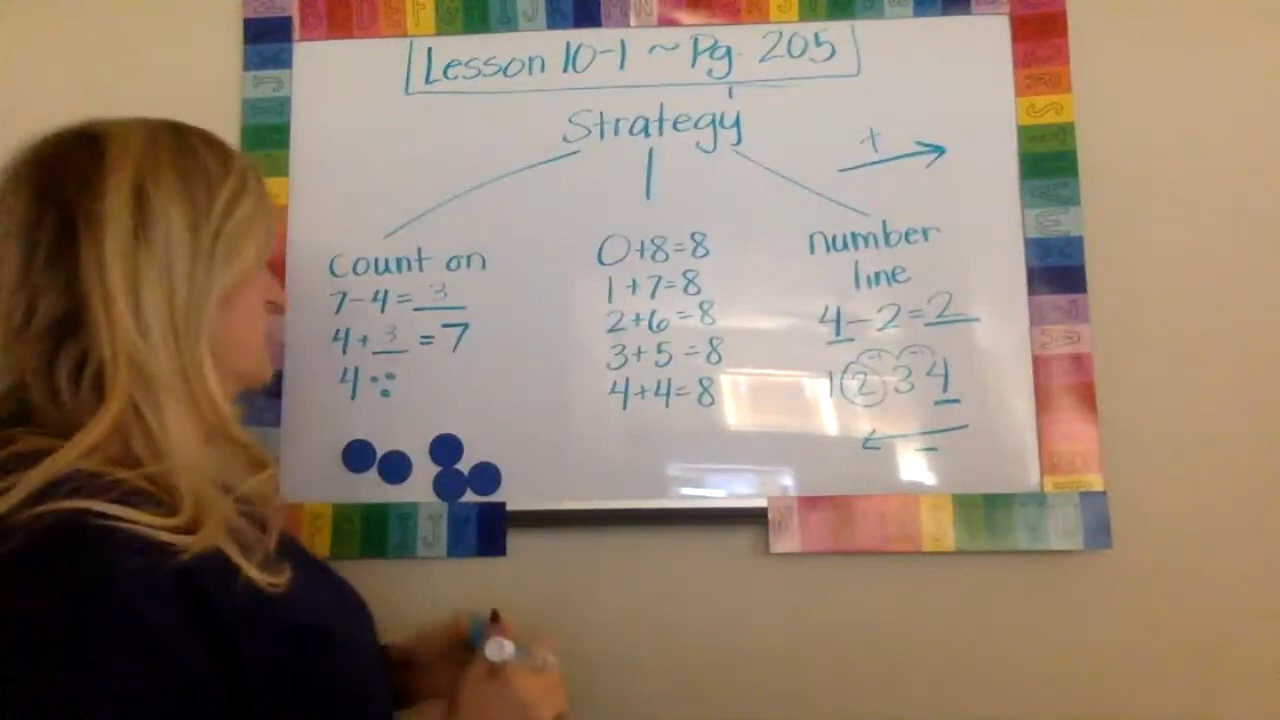 Lesson 10-1 ~ Pg. 205
Strategy
+
count on
7-4=3
4+3=7
4
0+8=8
1+7=8
2+6=8
3+5=8
4+4=8
number
line
4-2=2
1 2 3 4
-